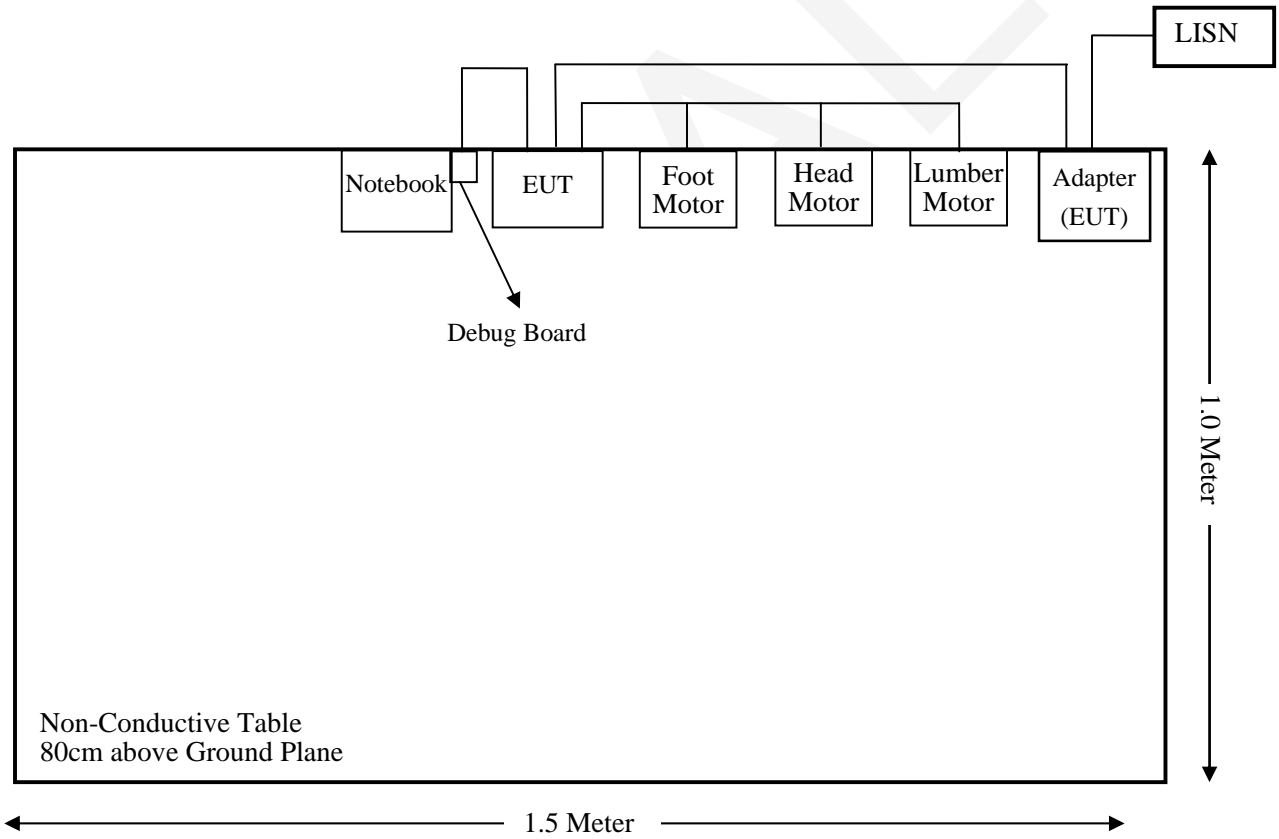 LISN
Notebook
EUT
Foot
Motor
Head
Motor
Lumber
Motor
Adapter
(EUT)
Debug Board
1.0 Meter
Non-Conductive Table
80cm above Ground Plane
1.5 Meter